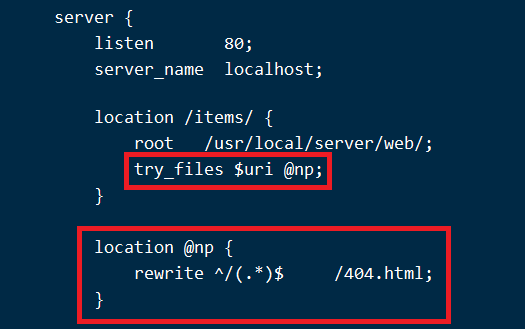 server {
    listen       80;
    server_name  localhost;
    location /items/ {
        root   /usr/local/server/web/;
        try_files $uri @np;
    }
    location @np {
        rewrite ^/(.*)$     /404.html;
    }